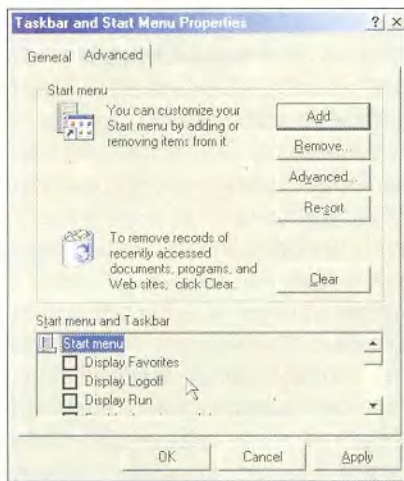 Taskbar and Start Menu Properties
General Advanced
Start menu
You can customize your
Start menu by adding or
removing items from it.
Add...
Remove...
Advanced...
Re-sort
To remove records of
recently accessed
documents, programs, and
Web sites, click Clear.
Clear
Start menu and Taskbar
Start menu
Display Favorites
Display Logoff
Display Run
OK Cancel Apply